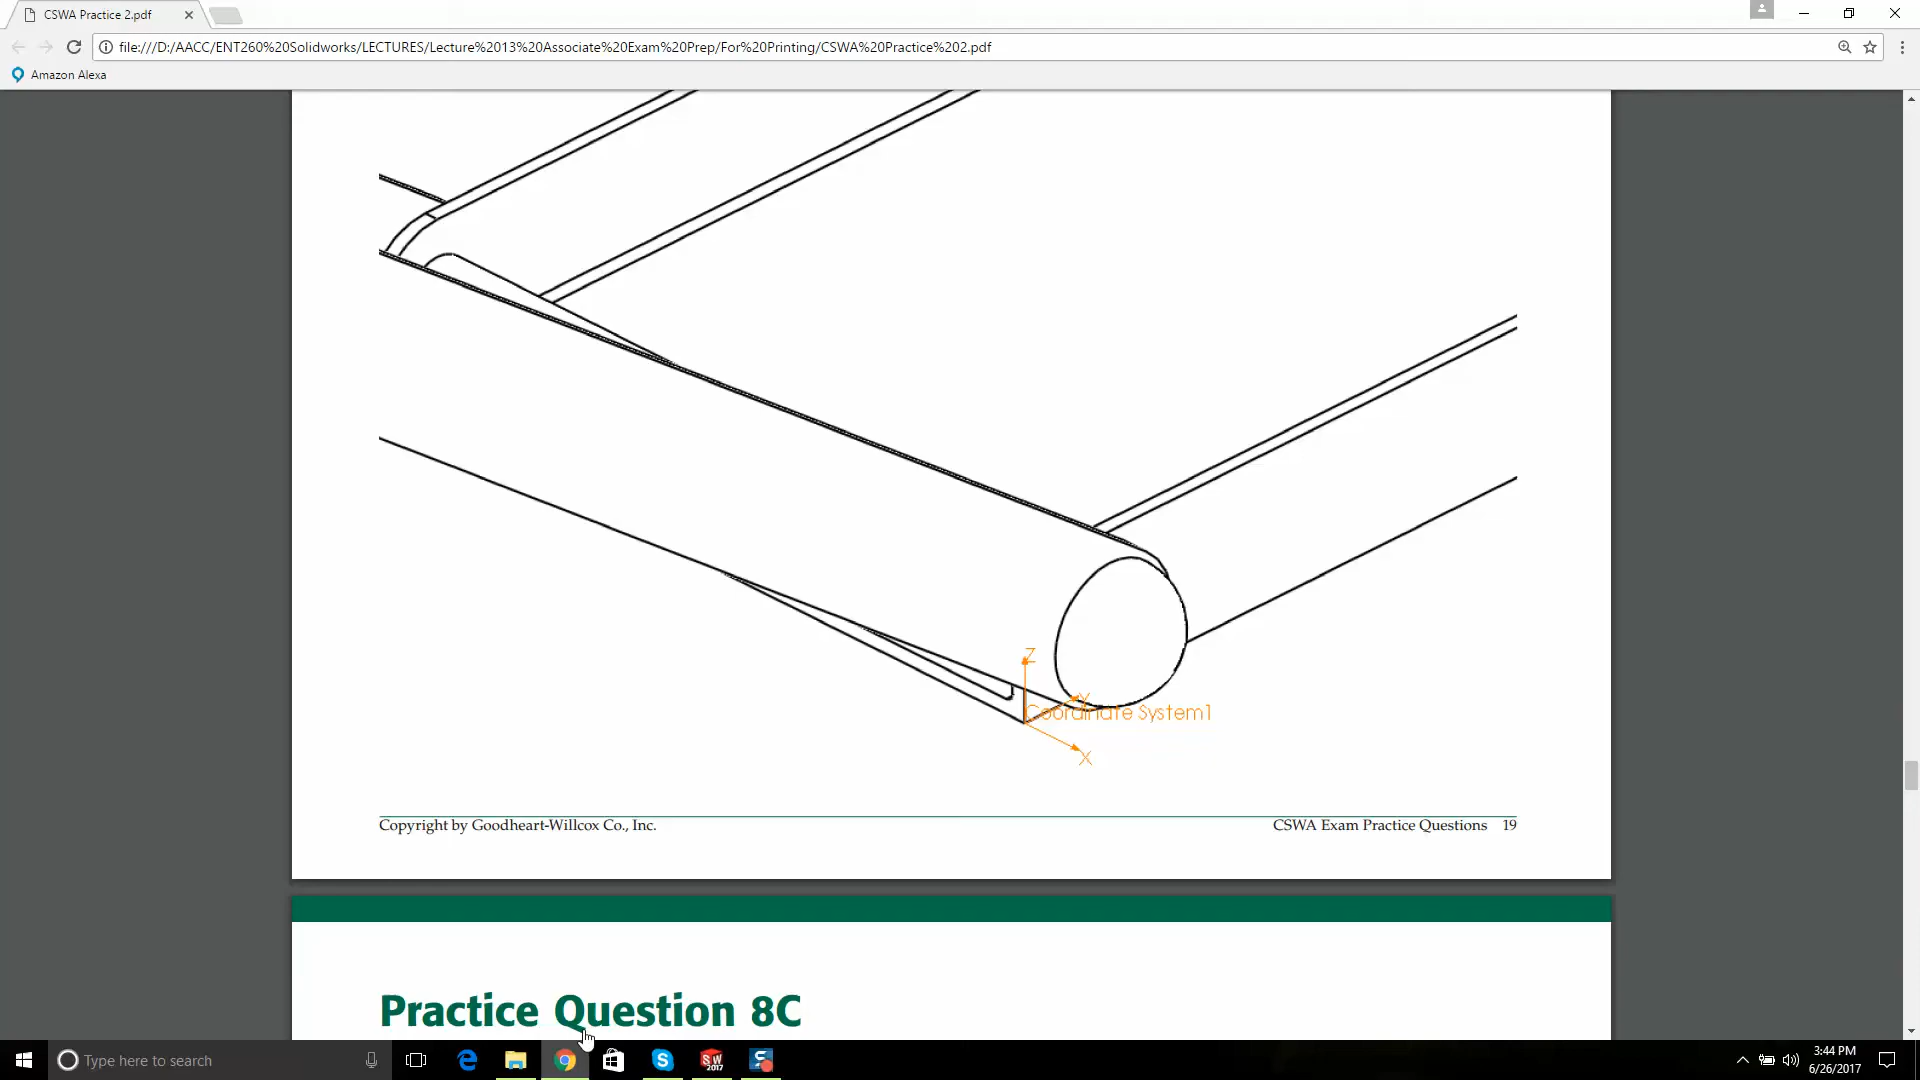 CSWA Practice 2.pdf
file:///D:/AACC/ENT260%20Solidworks/LECTURES/Lecture%2013%20Associate%20Exam%20Prep/For%20Printing/CSWA%20Practice%202.pdf
Amazon Alexa
Z
Y
Coordinate System1
X
Copyright by Goodheart-Willcox Co., Inc.
CSWA Exam Practice Questions 19
Practice Question 8C
Type here to search
SW
2017
3:44 PM
6/26/2017